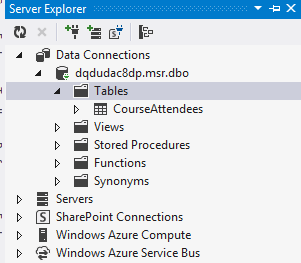 Server Explorer
Data Connections
dqdudac8dp.msr.dbo
Tables
CourseAttendees
Views
Stored Procedures
Functions
Synonyms
Servers
SharePoint Connections
Windows Azure Compute
Windows Azure Service Bus